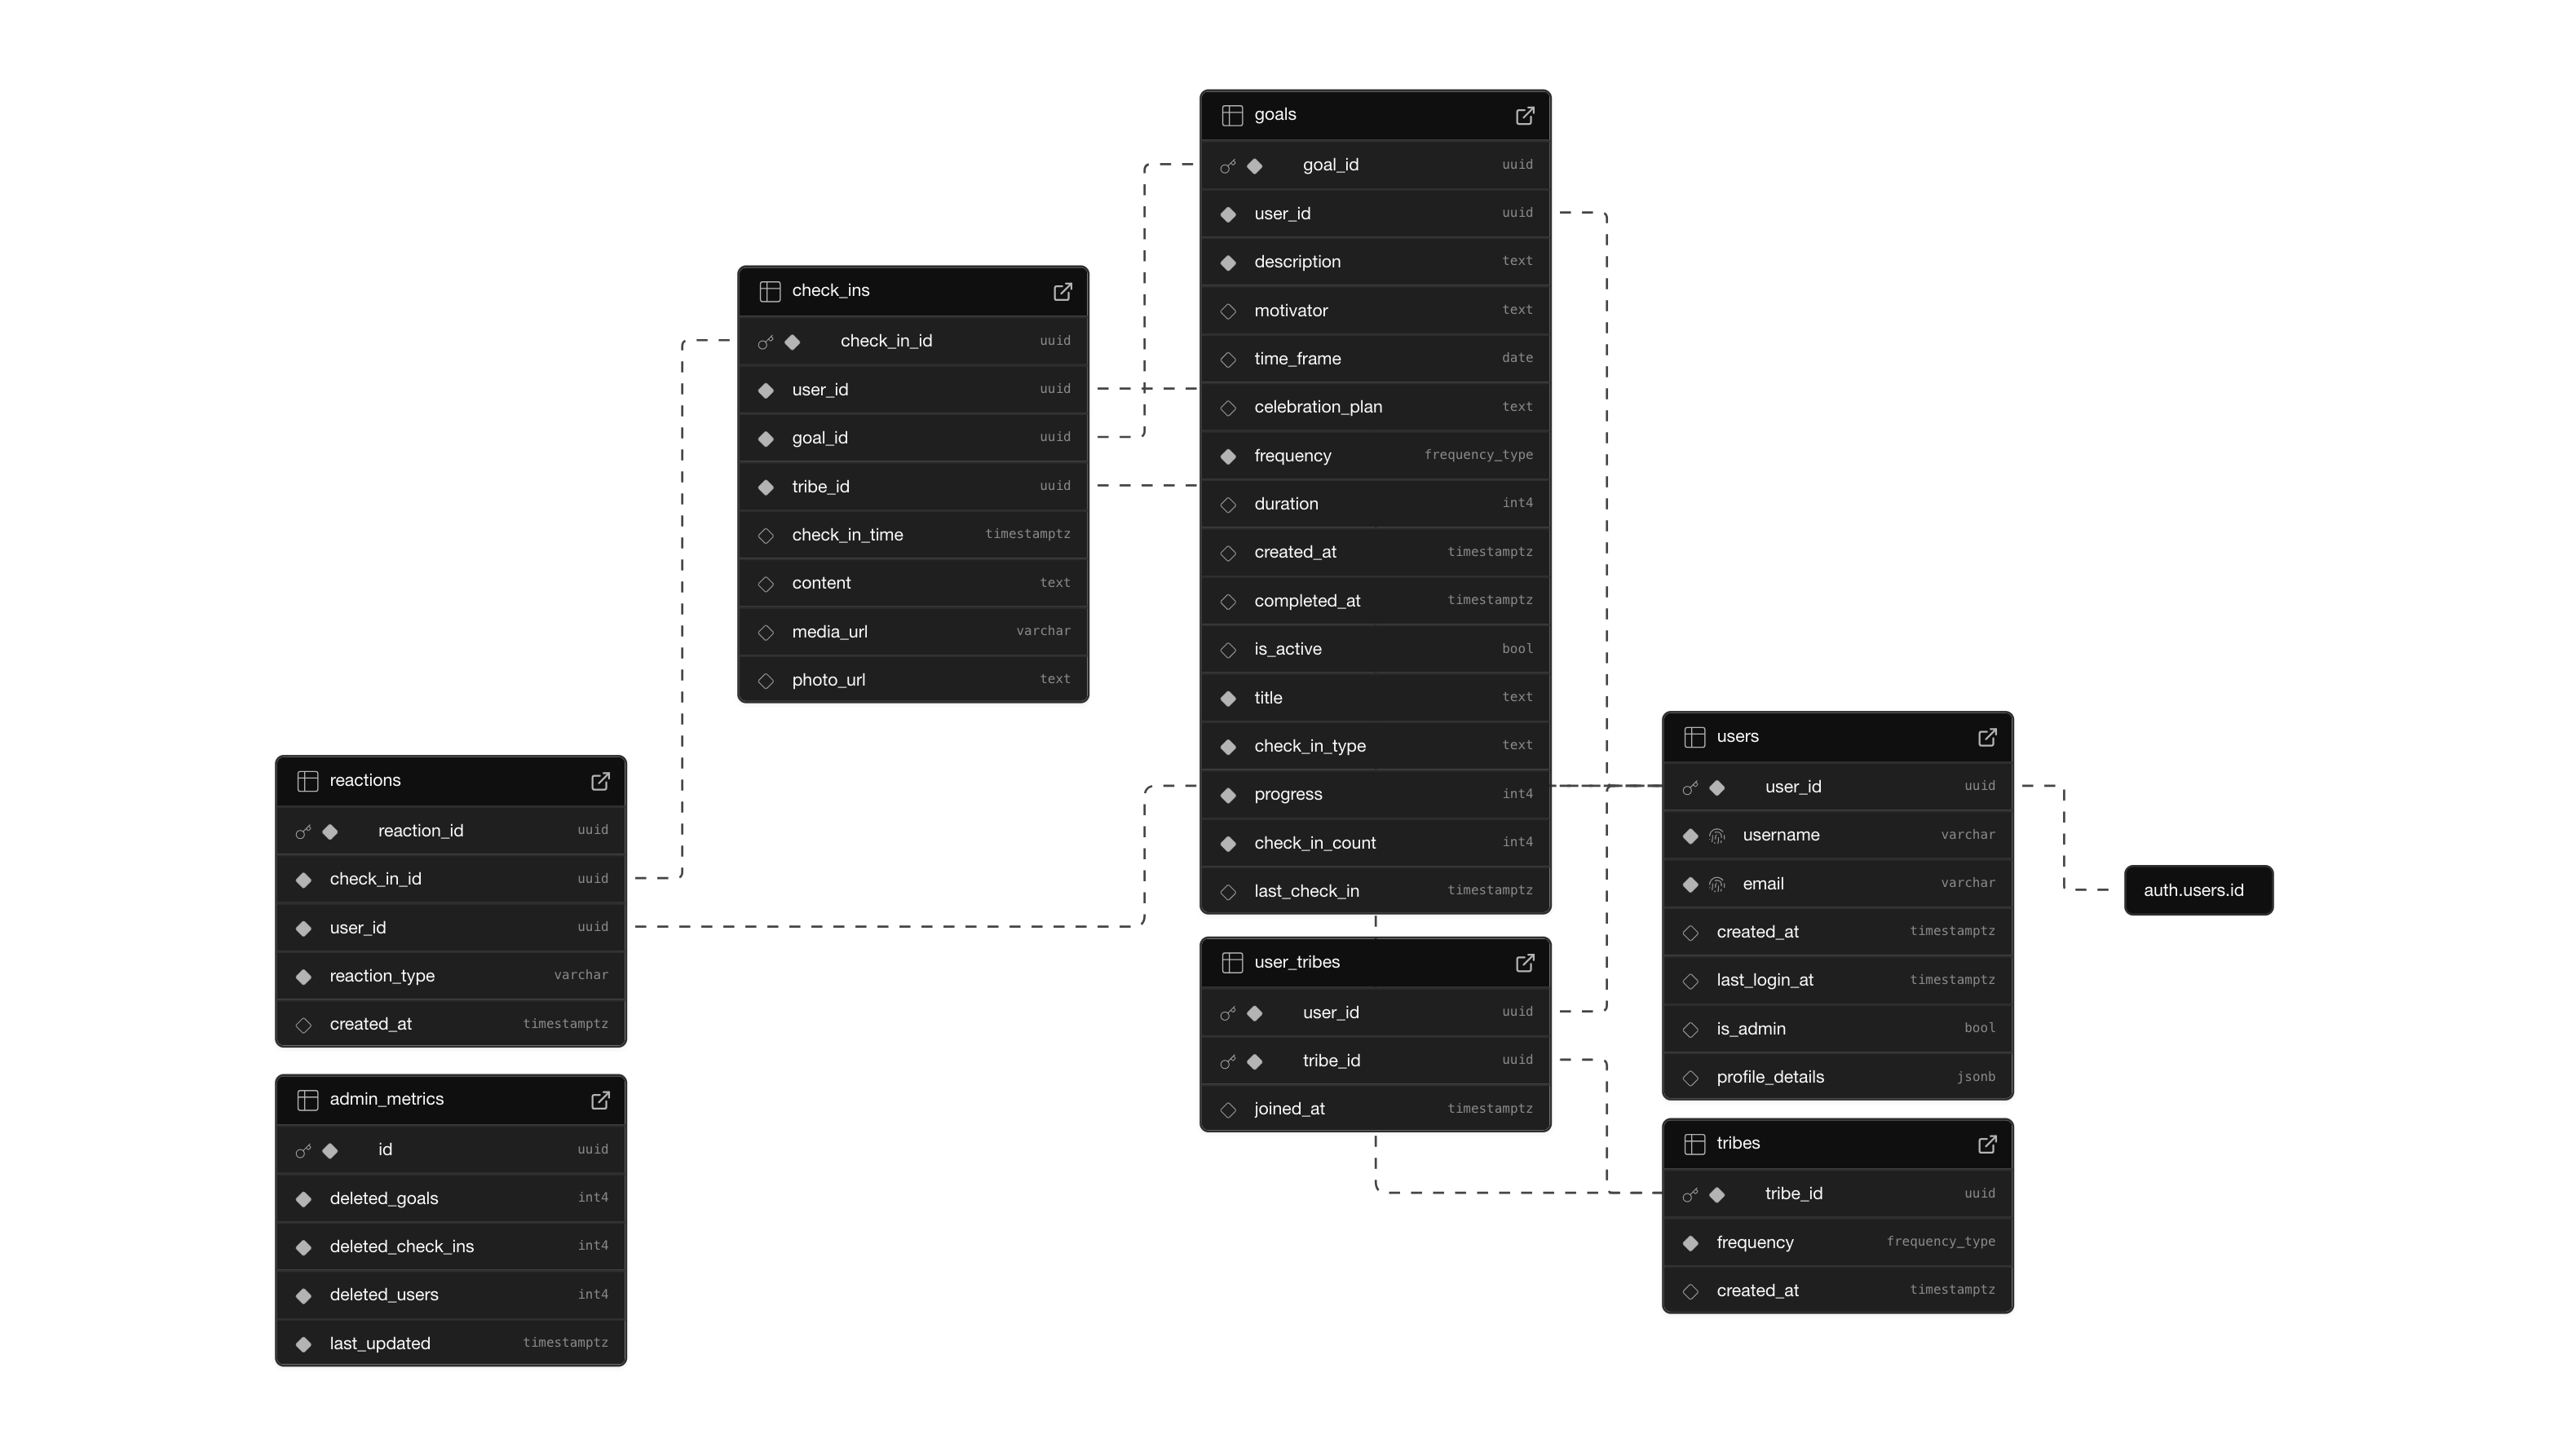 goals
goal_id uuid
user_id uuid
description text
motivator text
time_frame date
celebration_plan text
frequency frequency_type
duration int4
created_at timestamptz
completed_at timestamptz
is_active bool
title text
check_in_type text
progress int4
check_in_count int4
last_check_in timestamptz
check_ins
check_in_id uuid
user_id uuid
goal_id uuid
tribe_id uuid
check_in_time timestamptz
content text
media_url varchar
photo_url text
users
user_id uuid
username varchar
email varchar
created_at timestamptz
last_login_at timestamptz
is_admin bool
profile_details jsonb
auth.users.id
reactions
reaction_id uuid
check_in_id uuid
user_id uuid
reaction_type varchar
created_at timestamptz
user_tribes
user_id uuid
tribe_id uuid
joined_at timestamptz
admin_metrics
id uuid
deleted_goals int4
deleted_check_ins int4
deleted_users int4
last_updated timestamptz
tribes
tribe_id uuid
frequency frequency_type
created_at timestamptz